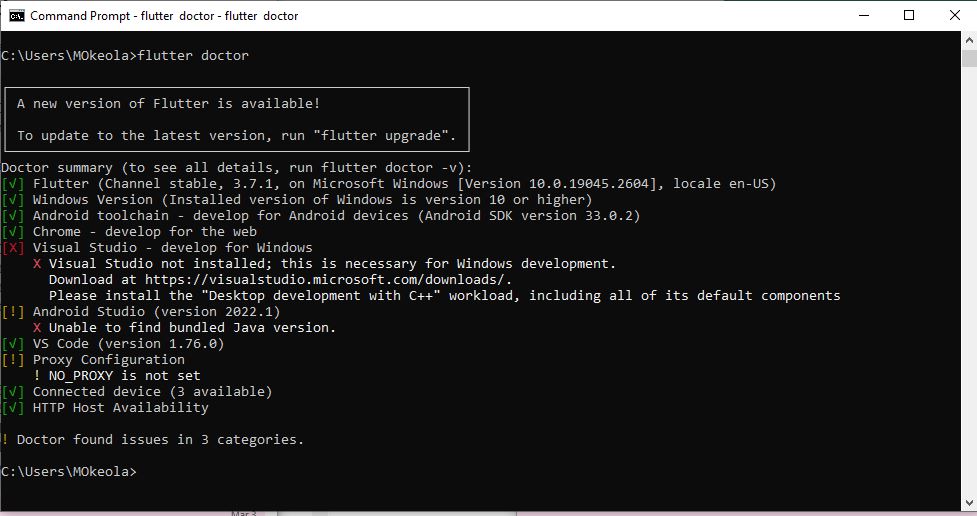 Command Prompt - flutter doctor - flutter doctor
C:\Users\MOkeola>flutter doctor
A new version of Flutter is available!
To update to the latest version, run "flutter upgrade".
Doctor summary (to see all details, run flutter doctor -v):
[√] Flutter (Channel stable, 3.7.1, on Microsoft Windows [Version 10.0.19045.2604], locale en-US)
[√] Windows Version (Installed version of Windows is version 10 or higher)
[√] Android toolchain - develop for Android devices (Android SDK version 33.0.2)
[√] Chrome - develop for the web
[X] Visual Studio - develop for Windows
X Visual Studio not installed; this is necessary for Windows development.
Download at https://visualstudio.microsoft.com/downloads/.
Please install the "Desktop development with C++" workload, including all of its default components
[!] Android Studio (version 2022.1)
X Unable to find bundled Java version.
[√] VS Code (version 1.76.0)
[!] Proxy Configuration
! NO_PROXY is not set
[√] Connected device (3 available)
[√] HTTP Host Availability
! Doctor found issues in 3 categories.
C:\Users\MOkeola>
Mar 3